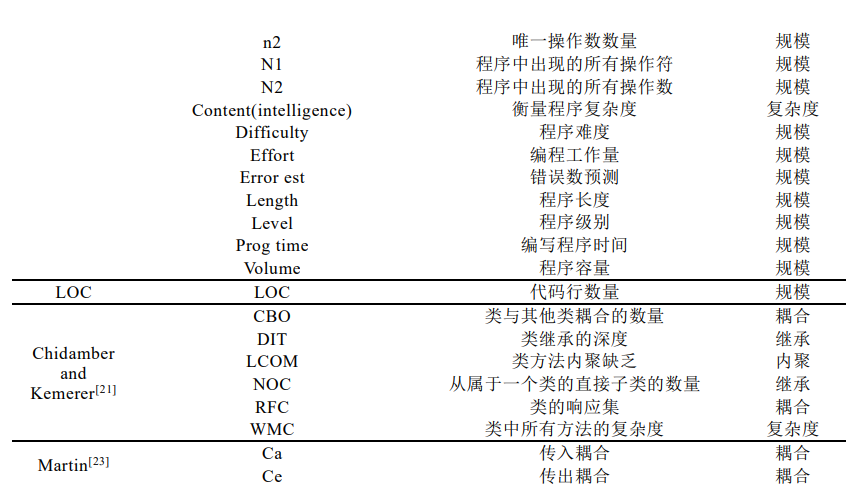 n2 唯一操作数数量 规模
N1 程序中出现的所有操作符 规模
N2 程序中出现的所有操作数 规模
Content(intelligence) 衡量程序复杂度 复杂度
Difficulty 程序难度 规模
Effort 编程工作量 规模
Error est 错误数预测 规模
Length 程序长度 规模
Level 程序级别 规模
Prog time 编写程序时间 规模
Volume 程序容量 规模
LOC LOC 代码行数量 规模
CBO 类与其他类耦合的数量 耦合
DIT 类继承的深度 继承
Chidamber and Kemerer[21] LCOM 类方法内聚缺乏 内聚
NOC 从属于一个类的直接子类的数量 继承
RFC 类的响应集 耦合
WMC 类中所有方法的复杂度 复杂度
Martin[23] Ca 传入耦合 耦合
Ce 传出耦合 耦合